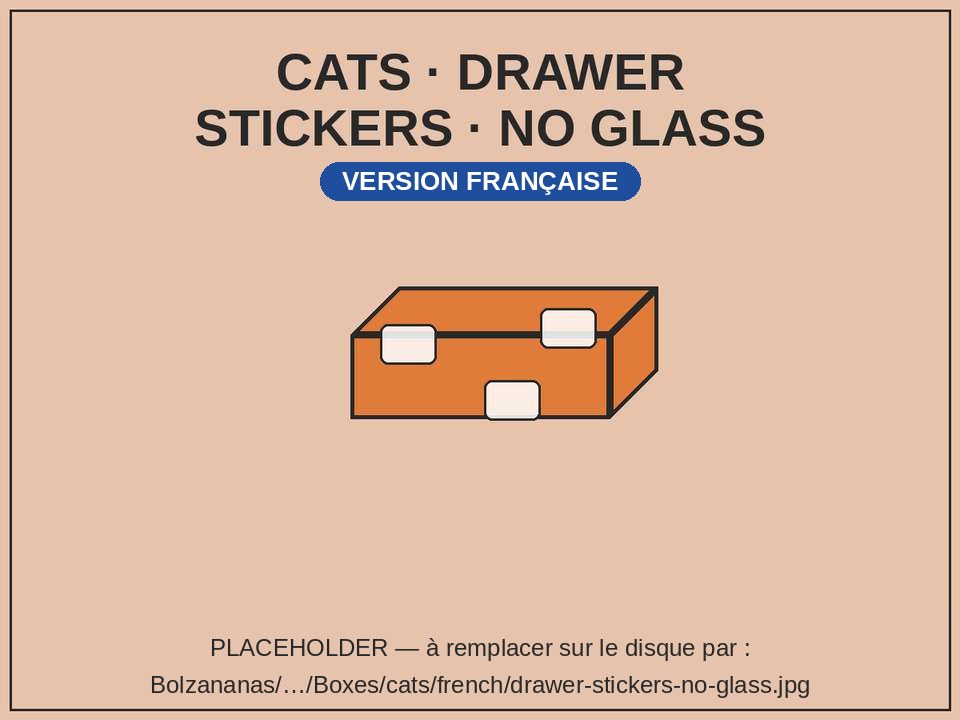 CATS · DRAWER
STICKERS · NO GLASS
VERSION FRANÇAISE
PLACEHOLDER — à remplacer sur le disque par :
Bolzananas/…/Boxes/cats/french/drawer-stickers-no-glass.jpg